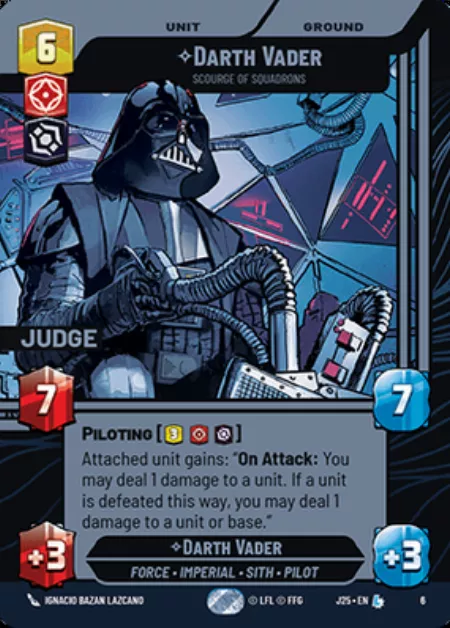 UNIT GROUND
6
DARTH VADER
SCOURGE OF SQUADRONS
JUDGE
7 7
PILOTING [3]
Attached unit gains: “On Attack: You
may deal 1 damage to a unit. If a unit
is defeated this way, you may deal 1
damage to a unit or base.”
+3 DARTH VADER +3
FORCE • IMPERIAL • SITH • PILOT
IGNACIO BAZAN LAZCANO © LFL © FFG J25 • EN 6